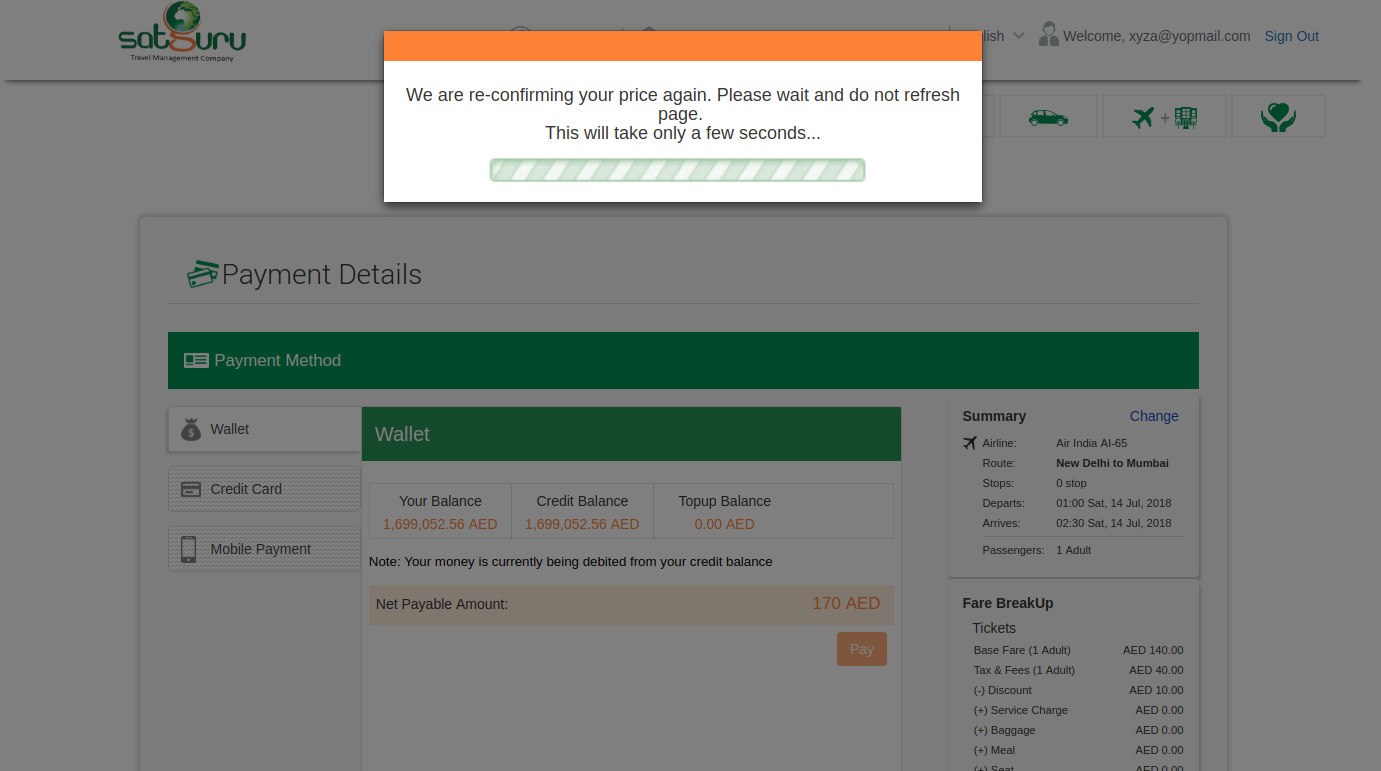 satguru
Travel Management Company
Welcome, xyza@yopmail.com
Sign Out
We are re-confirming your price again. Please wait and do not refresh
page.
This will take only a few seconds...
+
Payment Details
Payment Method
Wallet
Credit Card
Mobile Payment
Wallet
Your Balance
Credit Balance
Topup Balance
1,699,052.56 AED
1,699,052.56 AED
0.00 AED
Note: Your money is currently being debited from your credit balance
Net Payable Amount: 170 AED
Pay
Summary Change
Airline: Air India AI-65
Route: New Delhi to Mumbai
Stops: 0 stop
Departs: 01:00 Sat, 14 Jul, 2018
Arrives: 02:30 Sat, 14 Jul, 2018
Passengers: 1 Adult
Fare BreakUp
Tickets
Base Fare (1 Adult) AED 140.00
Tax & Fees (1 Adult) AED 40.00
(-) Discount AED 10.00
(+) Service Charge AED 0.00
(+) Baggage AED 0.00
(+) Meal AED 0.00
(+) Seat AED 0.00